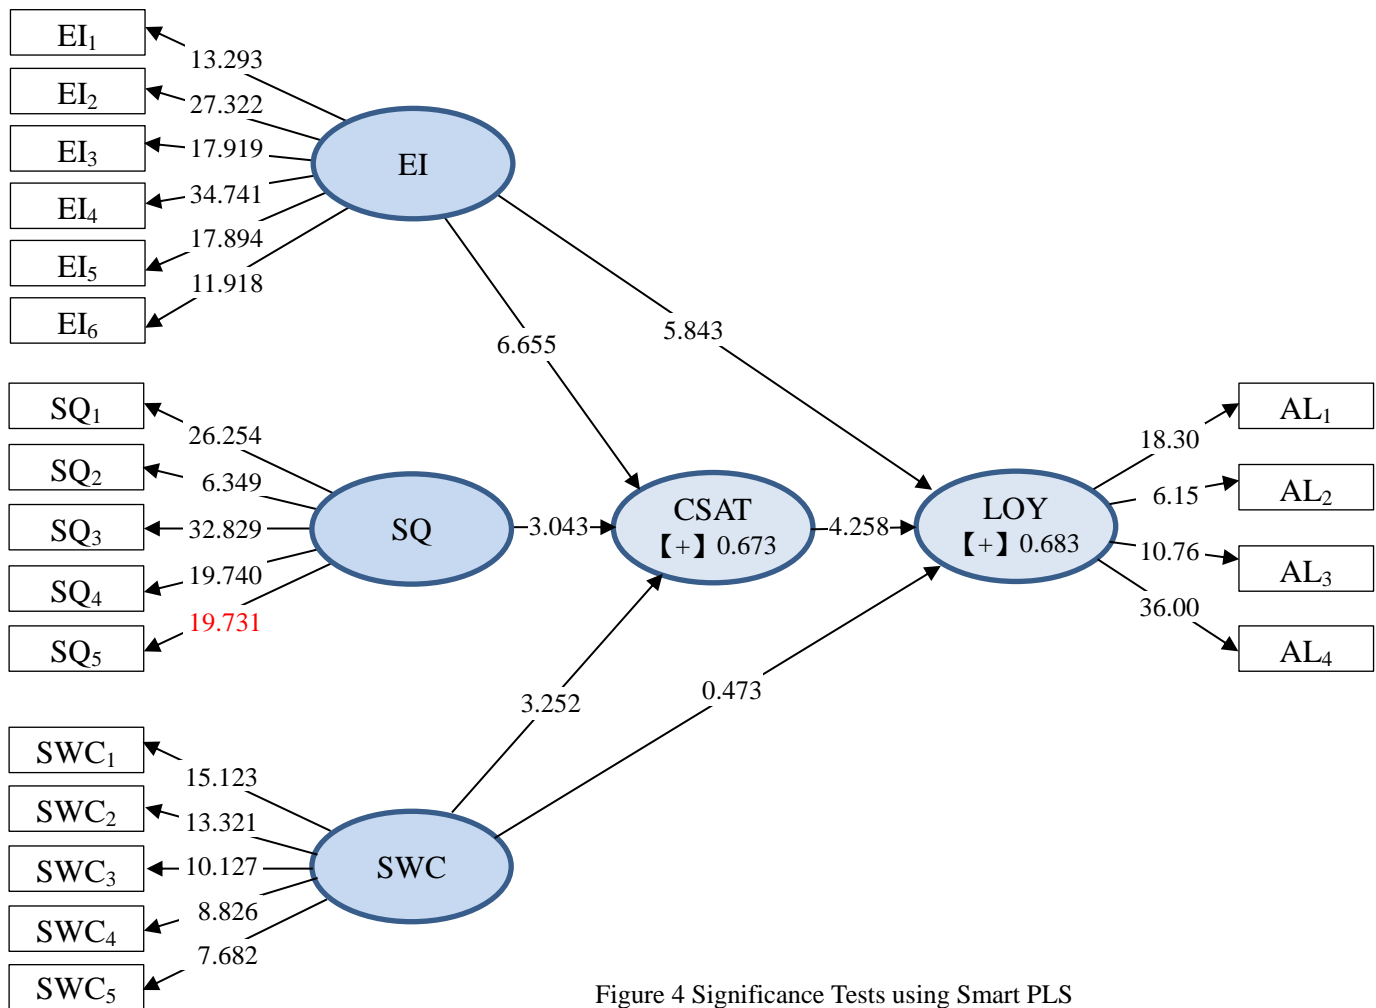 EI₁
13.293
EI₂
27.322
EI₃
17.919
EI₄
34.741
EI₅
17.894
EI₆
11.918
EI
6.655
5.843
SQ₁
26.254
SQ₂
6.349
SQ₃
32.829
SQ₄
19.740
SQ₅
19.731
SQ
3.043
CSAT
【+】0.673
4.258
LOY
【+】0.683
18.30
AL₁
6.15
AL₂
10.76
AL₃
36.00
AL₄
3.252
0.473
SWC₁
15.123
SWC₂
13.321
SWC₃
10.127
SWC₄
8.826
SWC₅
7.682
SWC
Figure 4 Significance Tests using Smart PLS